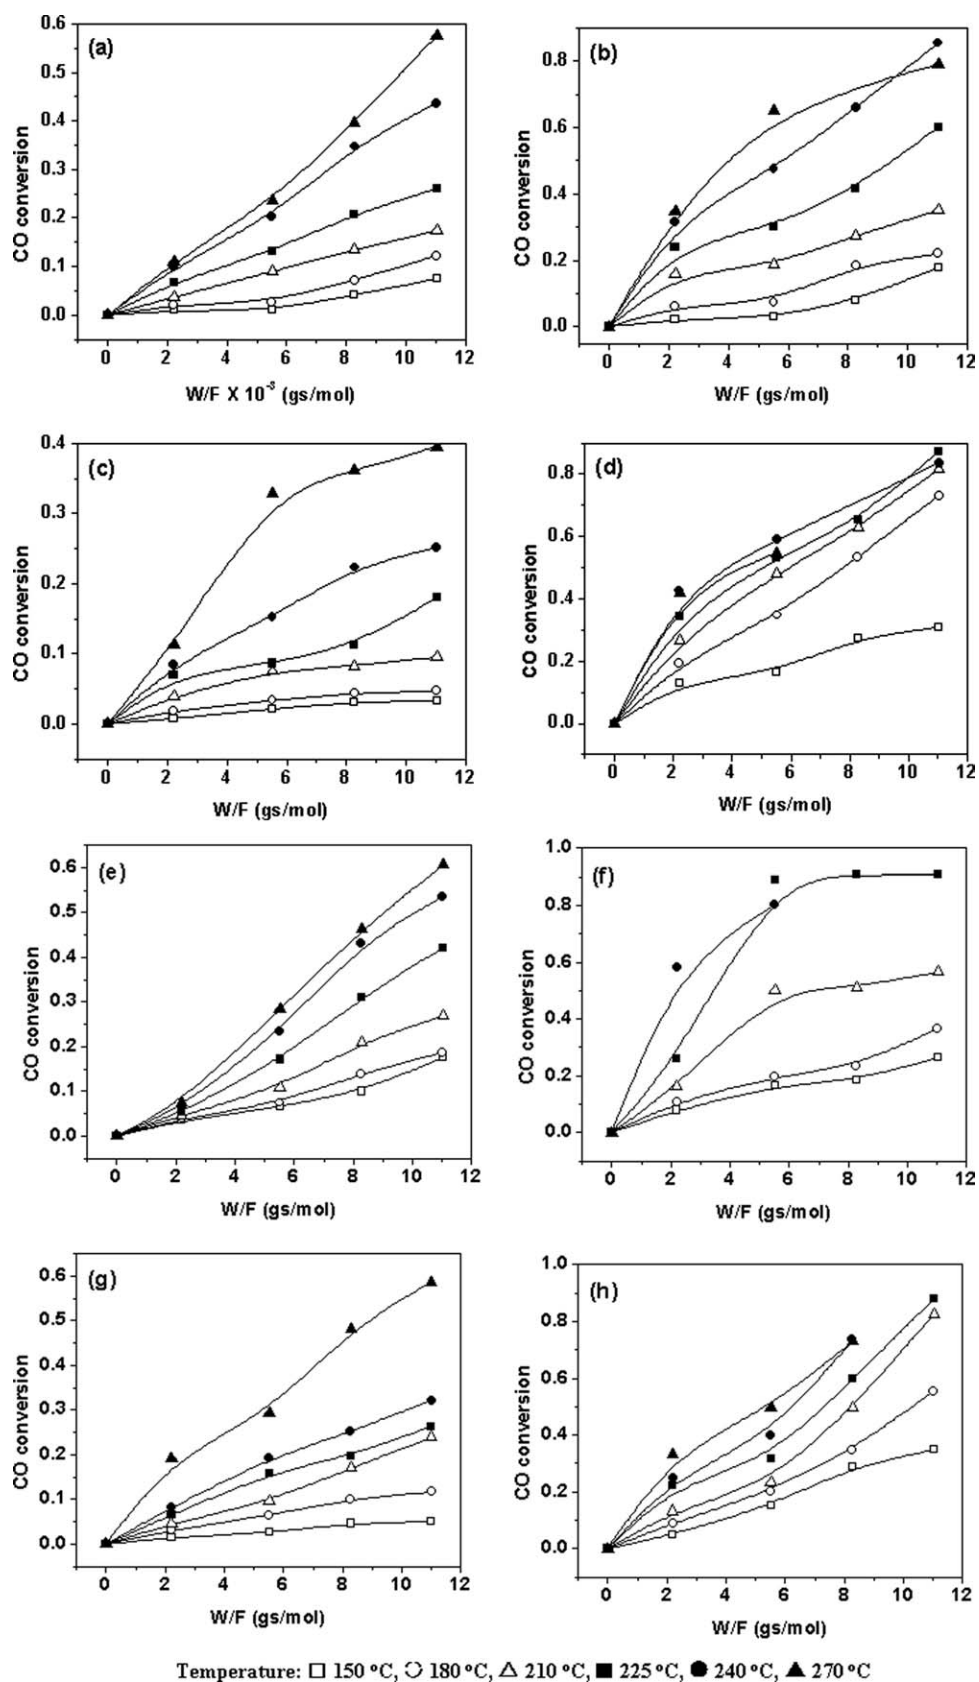 (a)
0.6
0.5
0.4
0.3
0.2
0.1
0.0
CO conversion
0 2 4 6 8 10 12
W/F X 10⁻³ (gs/mol)
(b)
0.8
0.6
0.4
0.2
0.0
CO conversion
0 2 4 6 8 10 12
W/F (gs/mol)
(c)
0.4
0.3
0.2
0.1
0.0
CO conversion
0 2 4 6 8 10 12
W/F (gs/mol)
(d)
0.8
0.6
0.4
0.2
0.0
CO conversion
0 2 4 6 8 10 12
W/F (gs/mol)
(e)
0.6
0.5
0.4
0.3
0.2
0.1
0.0
CO conversion
0 2 4 6 8 10 12
W/F (gs/mol)
(f)
1.0
0.8
0.6
0.4
0.2
0.0
CO conversion
0 2 4 6 8 10 12
W/F (gs/mol)
(g)
0.6
0.5
0.4
0.3
0.2
0.1
0.0
CO conversion
0 2 4 6 8 10 12
W/F (gs/mol)
(h)
1.0
0.8
0.6
0.4
0.2
0.0
CO conversion
0 2 4 6 8 10 12
W/F (gs/mol)
Temperature: □ 150 ºC, ○ 180 ºC, △ 210 ºC, ■ 225 ºC, ● 240 ºC, ▲ 270 ºC